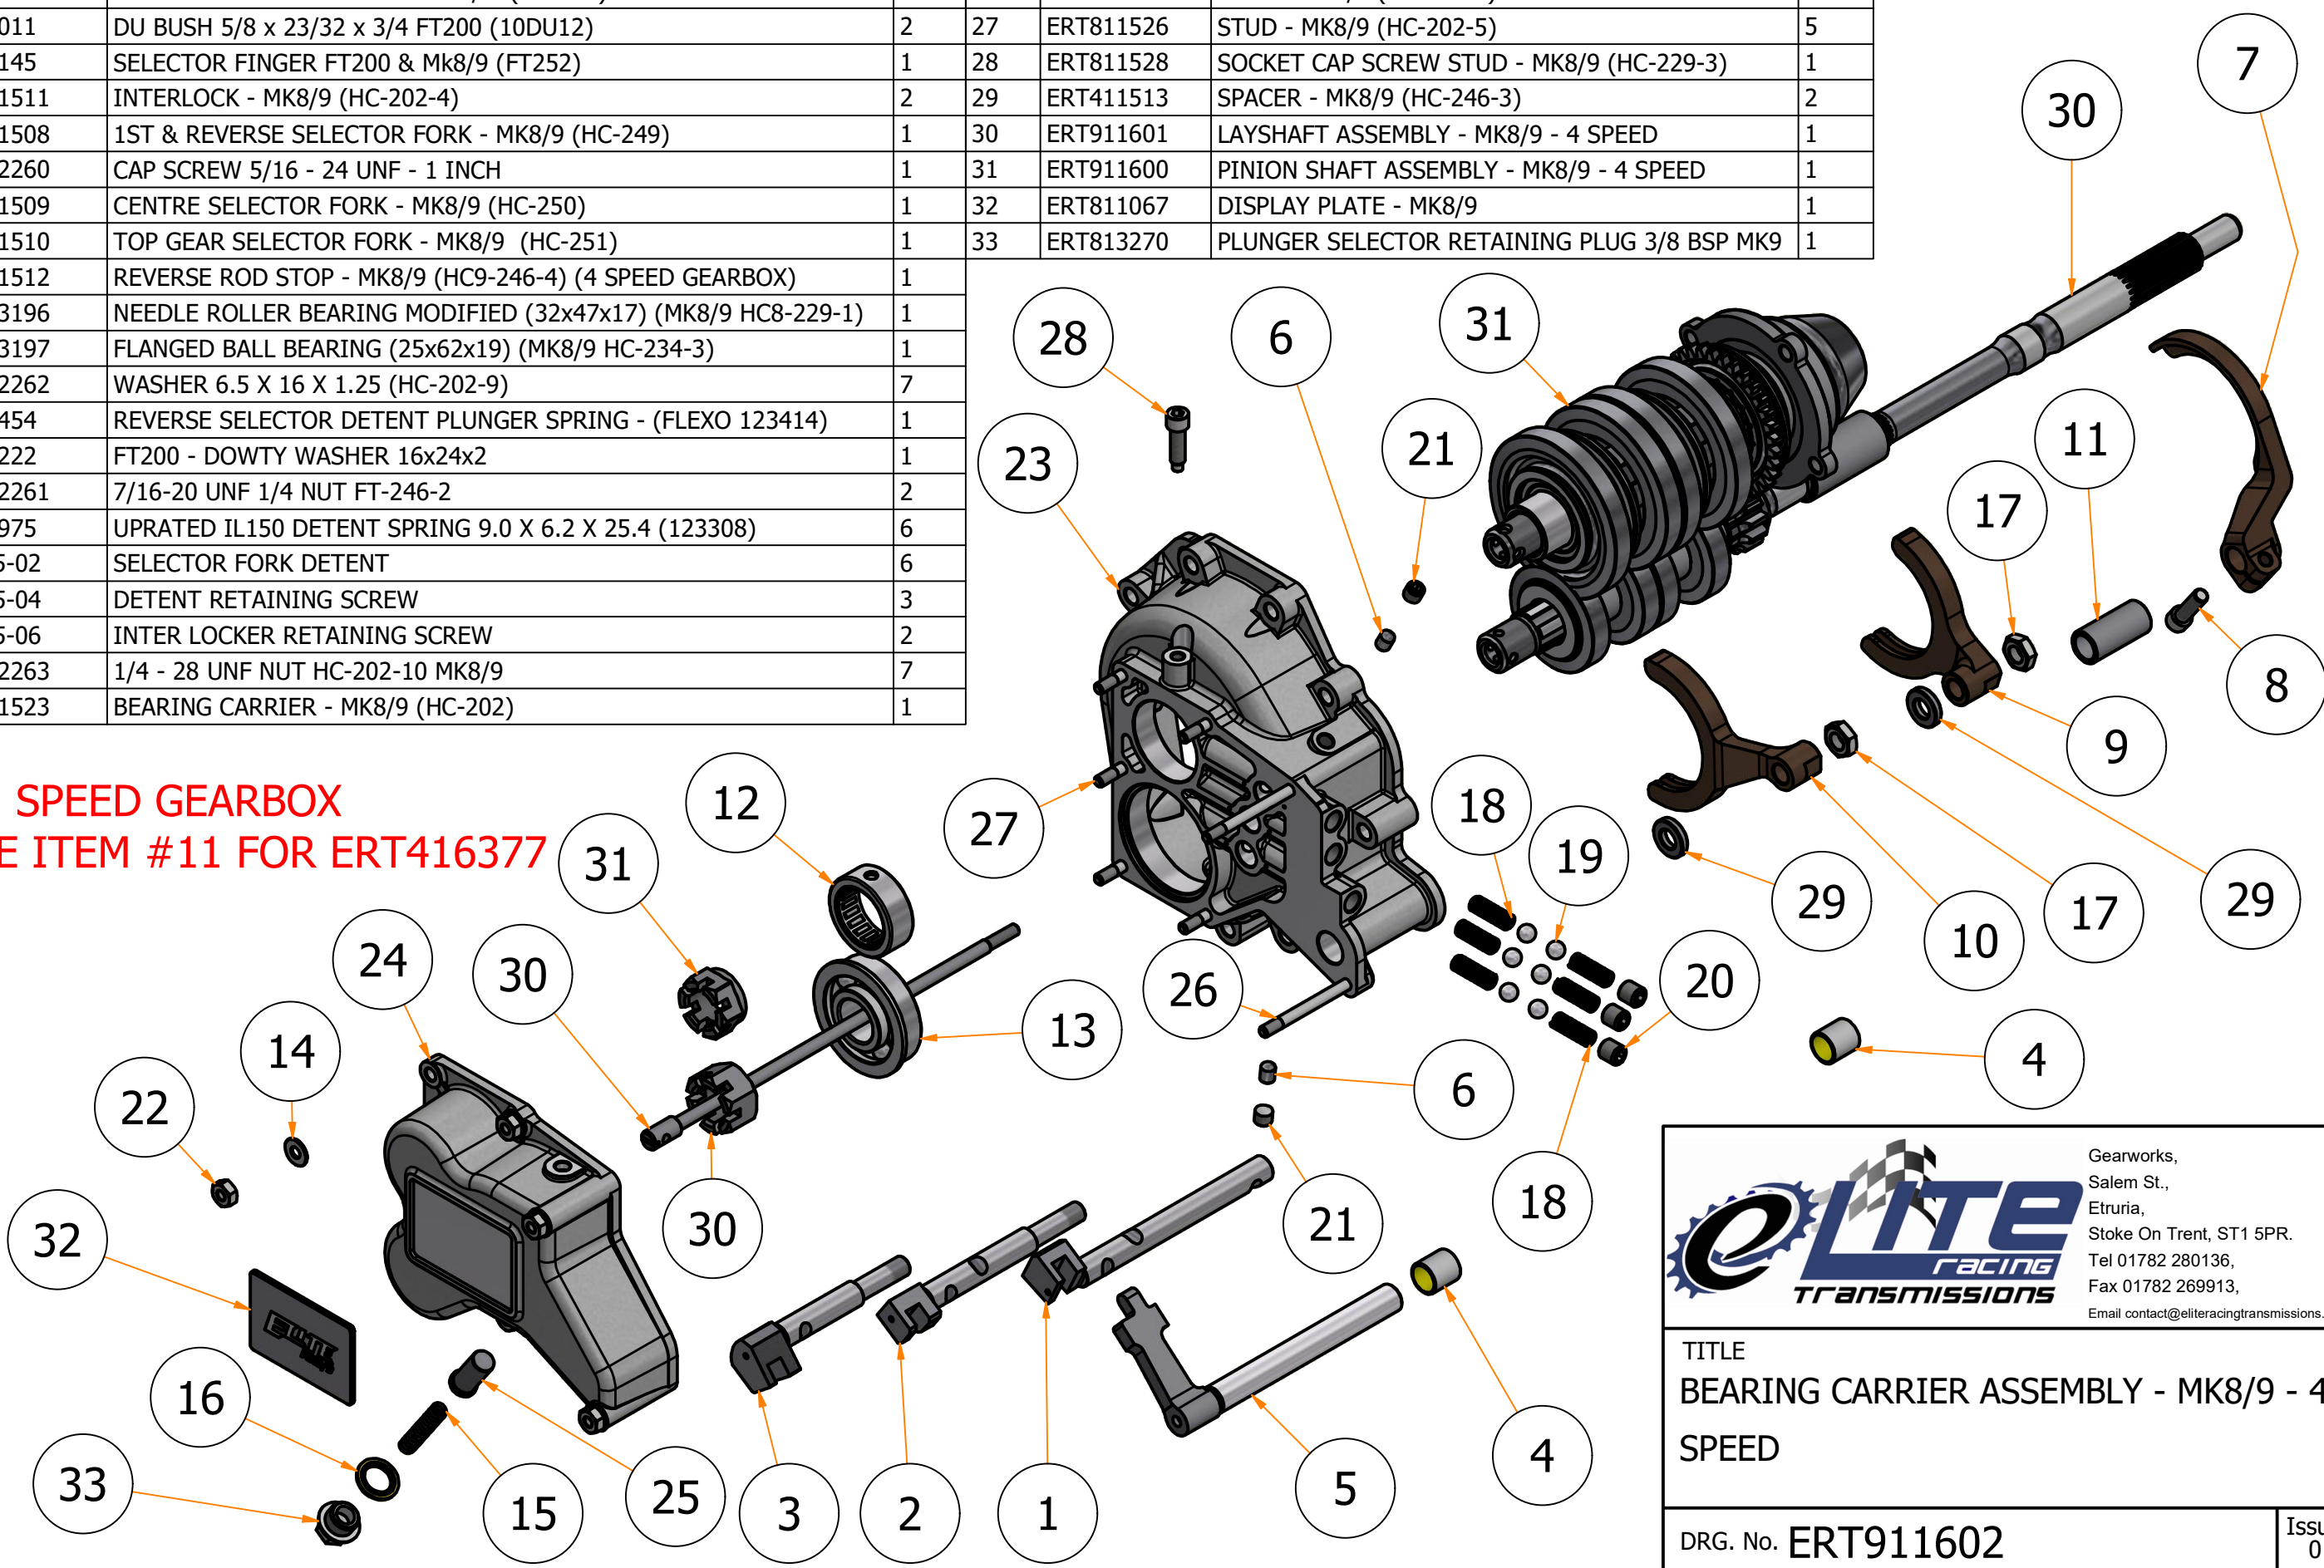 011 DU BUSH 5/8 x 23/32 x 3/4 FT200 (10DU12) 2
145 SELECTOR FINGER FT200 & Mk8/9 (FT252) 1
1511 INTERLOCK - MK8/9 (HC-202-4) 2
1508 1ST & REVERSE SELECTOR FORK - MK8/9 (HC-249) 1
2260 CAP SCREW 5/16 - 24 UNF - 1 INCH 1
1509 CENTRE SELECTOR FORK - MK8/9 (HC-250) 1
1510 TOP GEAR SELECTOR FORK - MK8/9 (HC-251) 1
1512 REVERSE ROD STOP - MK8/9 (HC9-246-4) (4 SPEED GEARBOX) 1
3196 NEEDLE ROLLER BEARING MODIFIED (32x47x17) (MK8/9 HC8-229-1) 1
3197 FLANGED BALL BEARING (25x62x19) (MK8/9 HC-234-3) 1
2262 WASHER 6.5 X 16 X 1.25 (HC-202-9) 7
454 REVERSE SELECTOR DETENT PLUNGER SPRING - (FLEXO 123414) 1
222 FT200 - DOWTY WASHER 16x24x2 1
2261 7/16-20 UNF 1/4 NUT FT-246-2 2
975 UPRATED IL150 DETENT SPRING 9.0 X 6.2 X 25.4 (123308) 6
5-02 SELECTOR FORK DETENT 6
5-04 DETENT RETAINING SCREW 3
5-06 INTER LOCKER RETAINING SCREW 2
2263 1/4 - 28 UNF NUT HC-202-10 MK8/9 7
1523 BEARING CARRIER - MK8/9 (HC-202) 1
27 ERT811526 STUD - MK8/9 (HC-202-5) 5
28 ERT811528 SOCKET CAP SCREW STUD - MK8/9 (HC-229-3) 1
29 ERT411513 SPACER - MK8/9 (HC-246-3) 2
30 ERT911601 LAYSHAFT ASSEMBLY - MK8/9 - 4 SPEED 1
31 ERT911600 PINION SHAFT ASSEMBLY - MK8/9 - 4 SPEED 1
32 ERT811067 DISPLAY PLATE - MK8/9 1
33 ERT813270 PLUNGER SELECTOR RETAINING PLUG 3/8 BSP MK9 1
7
30
28
6
31
21
23
11
17
8
9
SPEED GEARBOX
E ITEM #11 FOR ERT416377
12
27
18
19
31
29
10
17
29
24
30
26
20
14
13
4
22
6
30
18
21
32
16
33
15
25
3
2
1
5
4
eLITE
racing
Transmissions
Gearworks,
Salem St.,
Etruria,
Stoke On Trent, ST1 5PR.
Tel 01782 280136,
Fax 01782 269913,
Email contact@eliteracingtransmissions.
TITLE
BEARING CARRIER ASSEMBLY - MK8/9 - 4
SPEED
DRG. No. ERT911602
Issu